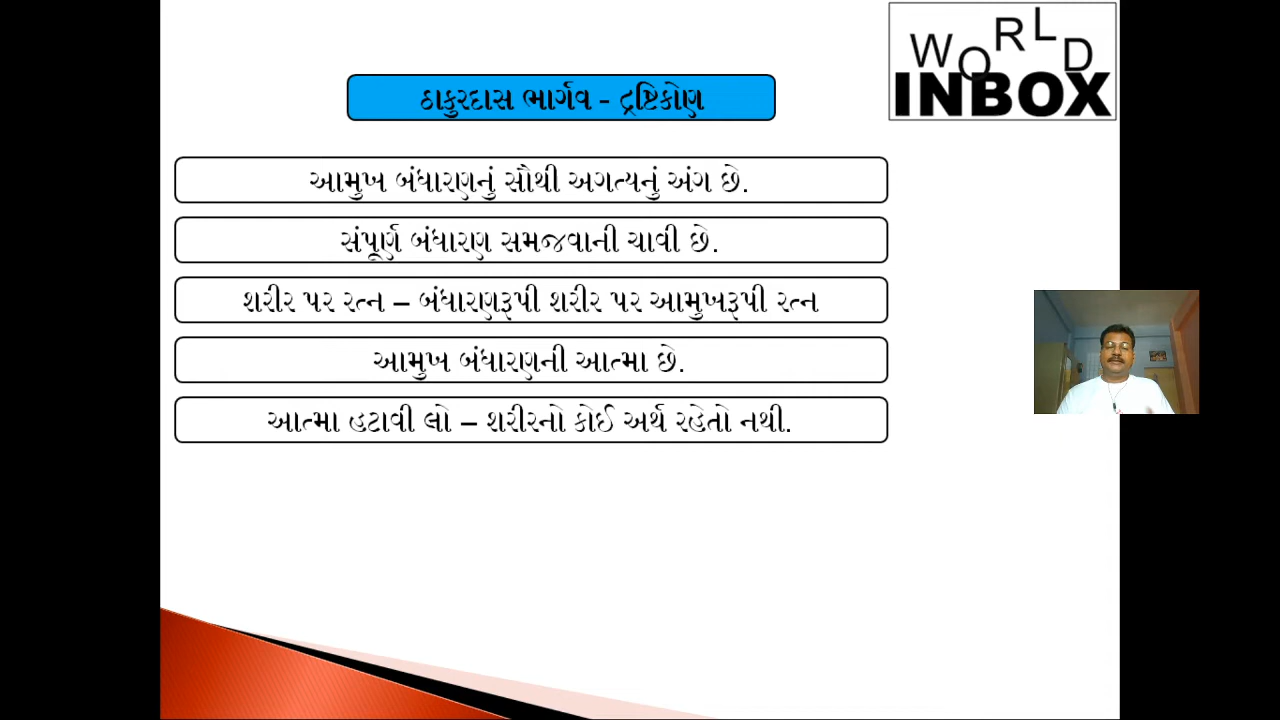 WORLD
INBOX
ઠાકુરદાસ ભાર્ગવ - દ્રષ્ટિકોણ
આમુખ બંધારણનું સૌથી અગત્યનું અંગ છે.
સંપૂર્ણ બંધારણ સમજવાની ચાવી છે.
શરીર પર રત્ન – બંધારણરૂપી શરીર પર આમુખરૂપી રત્ન
આમુખ બંધારણની આત્મા છે.
આત્મા હટાવી લો – શરીરનો કોઈ અર્થ રહેતો નથી.